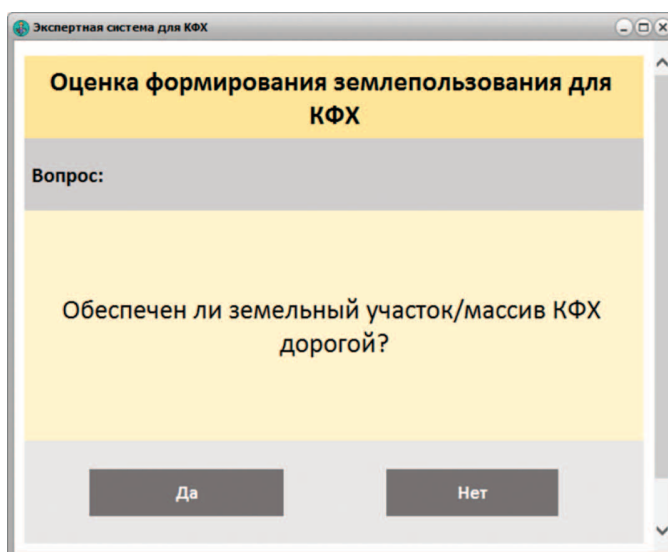 Экспертная система для КФХ
Оценка формирования землепользования для
КФХ
Вопрос:
Обеспечен ли земельный участок/массив КФХ
дорогой?
Да
Нет